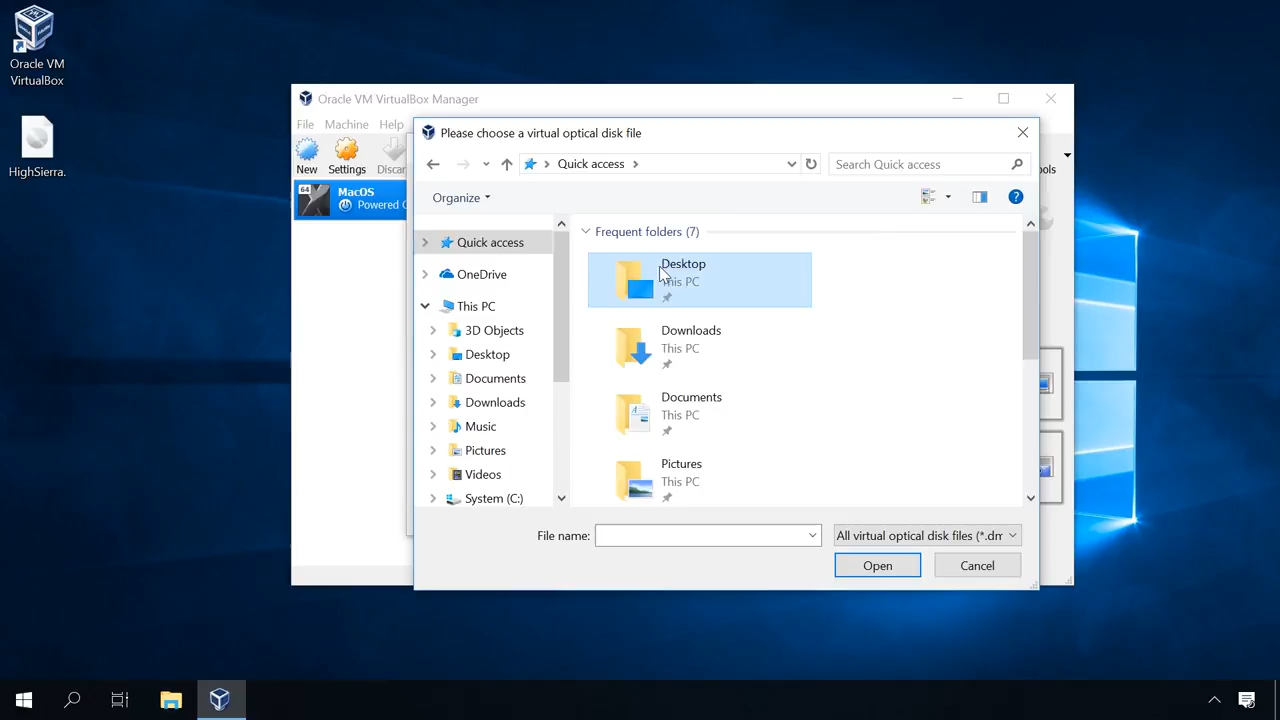 Oracle VM
VirtualBox
HighSierra.
Oracle VM VirtualBox Manager
File Machine Help
New Settings Discar
ools
64
MacOS
Powered
Please choose a virtual optical disk file
Quick access
Search Quick access
Organize
?
Quick access
OneDrive
This PC
3D Objects
Desktop
Documents
Downloads
Music
Pictures
Videos
System (C:)
Frequent folders (7)
Desktop
This PC
Downloads
This PC
Documents
This PC
Pictures
This PC
File name:
All virtual optical disk files (*.dm
Open
Cancel